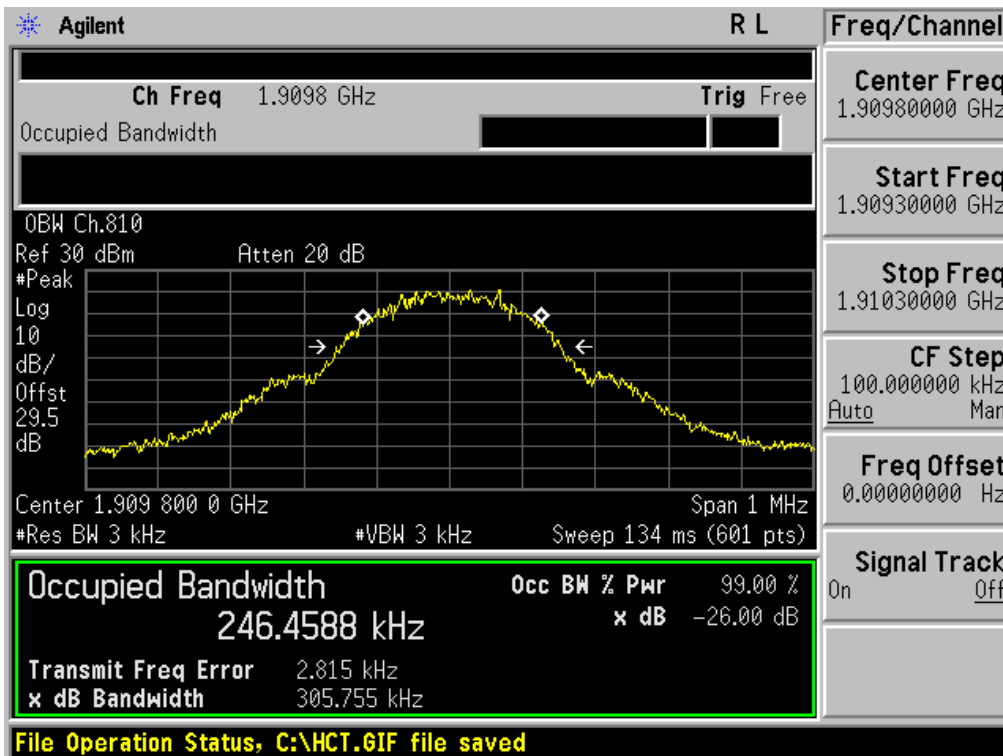 Agilent
R L
Freq/Channel
Ch Freq 1.9098 GHz
Trig Free
Occupied Bandwidth
Center Freq
1.90980000 GHz
Start Freq
1.90930000 GHz
Stop Freq
1.91030000 GHz
CF Step
100.000000 kHz
Auto Man
Freq Offset
0.00000000 Hz
Signal Track
On Off
OBW Ch.810
Ref 30 dBm
Atten 20 dB
#Peak
Log
10
dB/
Offst
29.5
dB
Center 1.909 800 0 GHz
Span 1 MHz
#Res BW 3 kHz
#VBW 3 kHz
Sweep 134 ms (601 pts)
Occupied Bandwidth
246.4588 kHz
Occ BW % Pwr 99.00 %
x dB -26.00 dB
Transmit Freq Error 2.815 kHz
x dB Bandwidth 305.755 kHz
File Operation Status, C:\HCT.GIF file saved